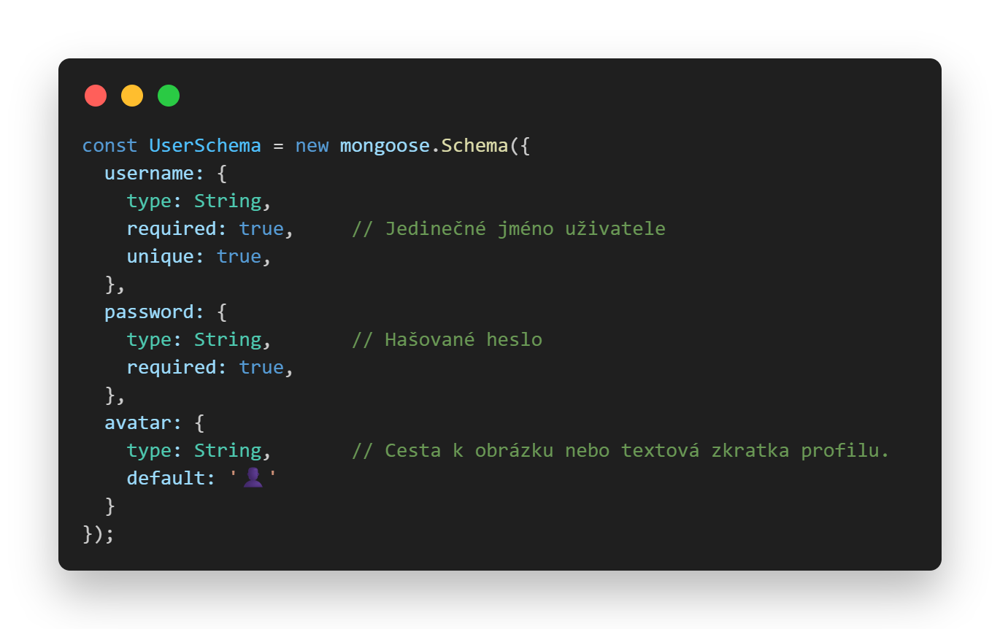 const UserSchema = new mongoose.Schema({
  username: {
    type: String,
    required: true,     // Jedinečné jméno uživatele
    unique: true,
  },
  password: {
    type: String,       // Hašované heslo
    required: true,
  },
  avatar: {
    type: String,       // Cesta k obrázku nebo textová zkratka profilu.
    default: '👤'
  }
});